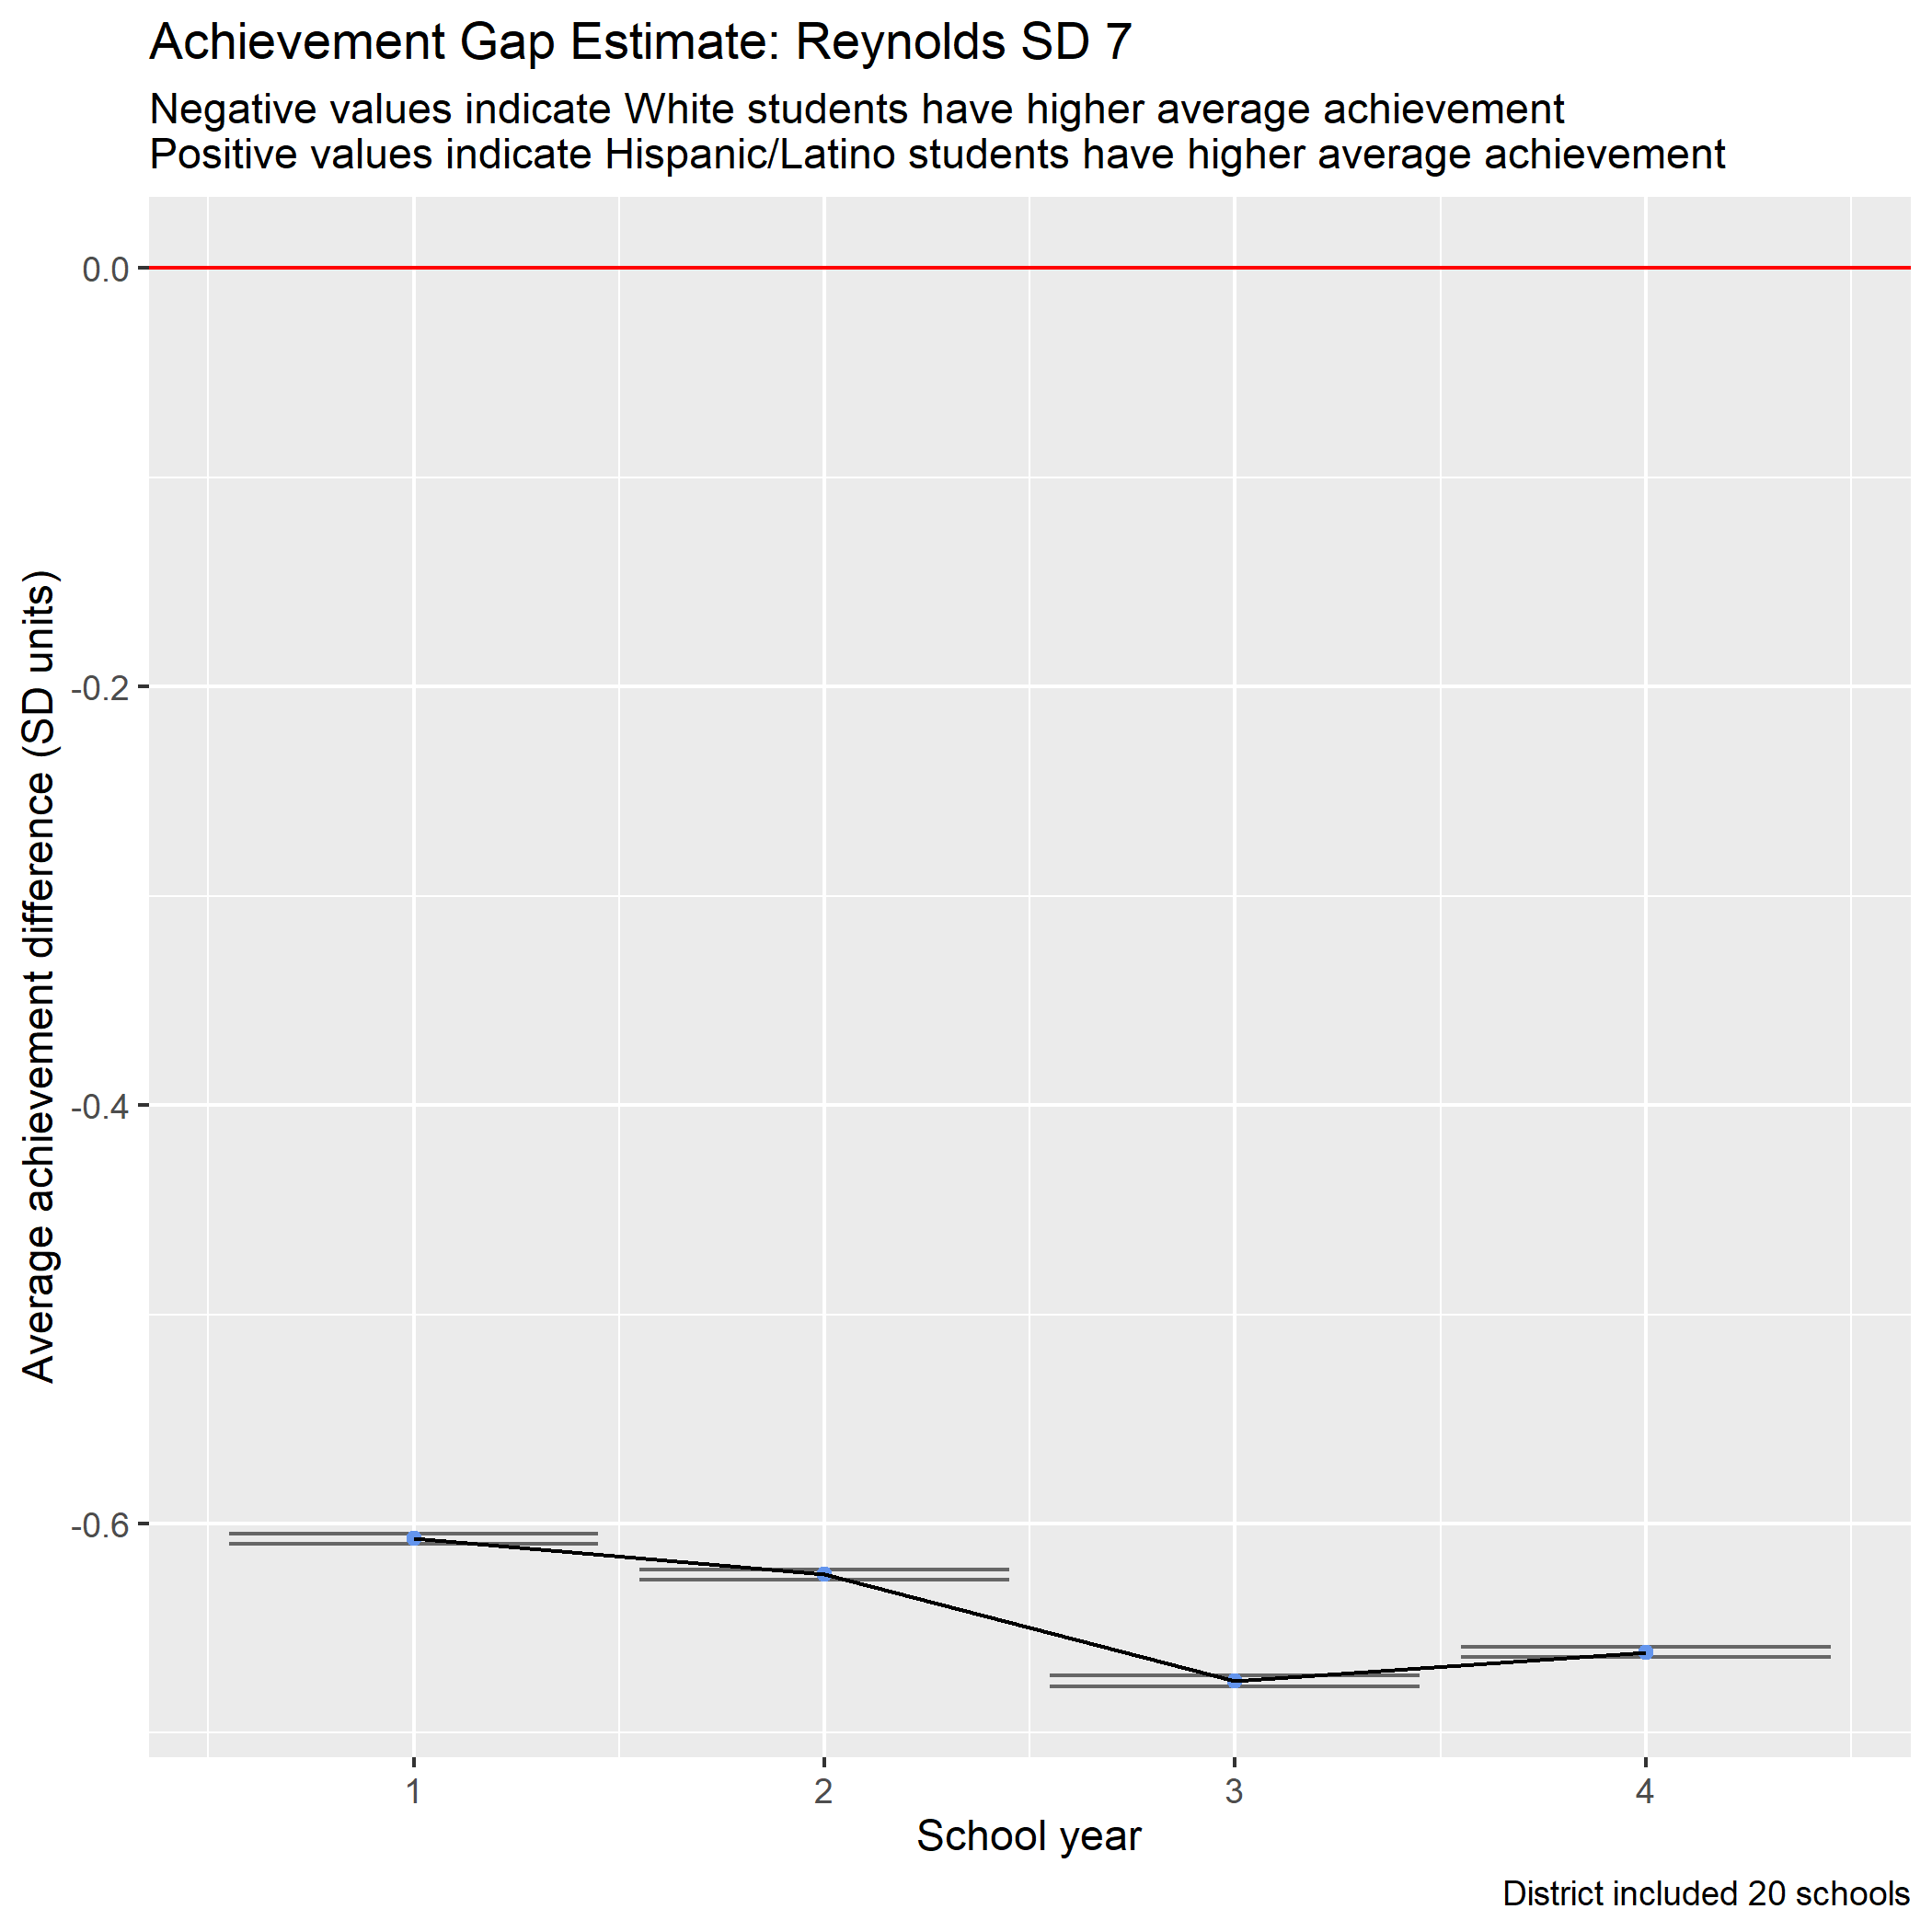 Achievement Gap Estimate: Reynolds SD 7
Negative values indicate White students have higher average achievement
Positive values indicate Hispanic/Latino students have higher average achievement
Average achievement difference (SD units)
0.0
-0.2
-0.4
-0.6
1
2
3
4
School year
District included 20 schools